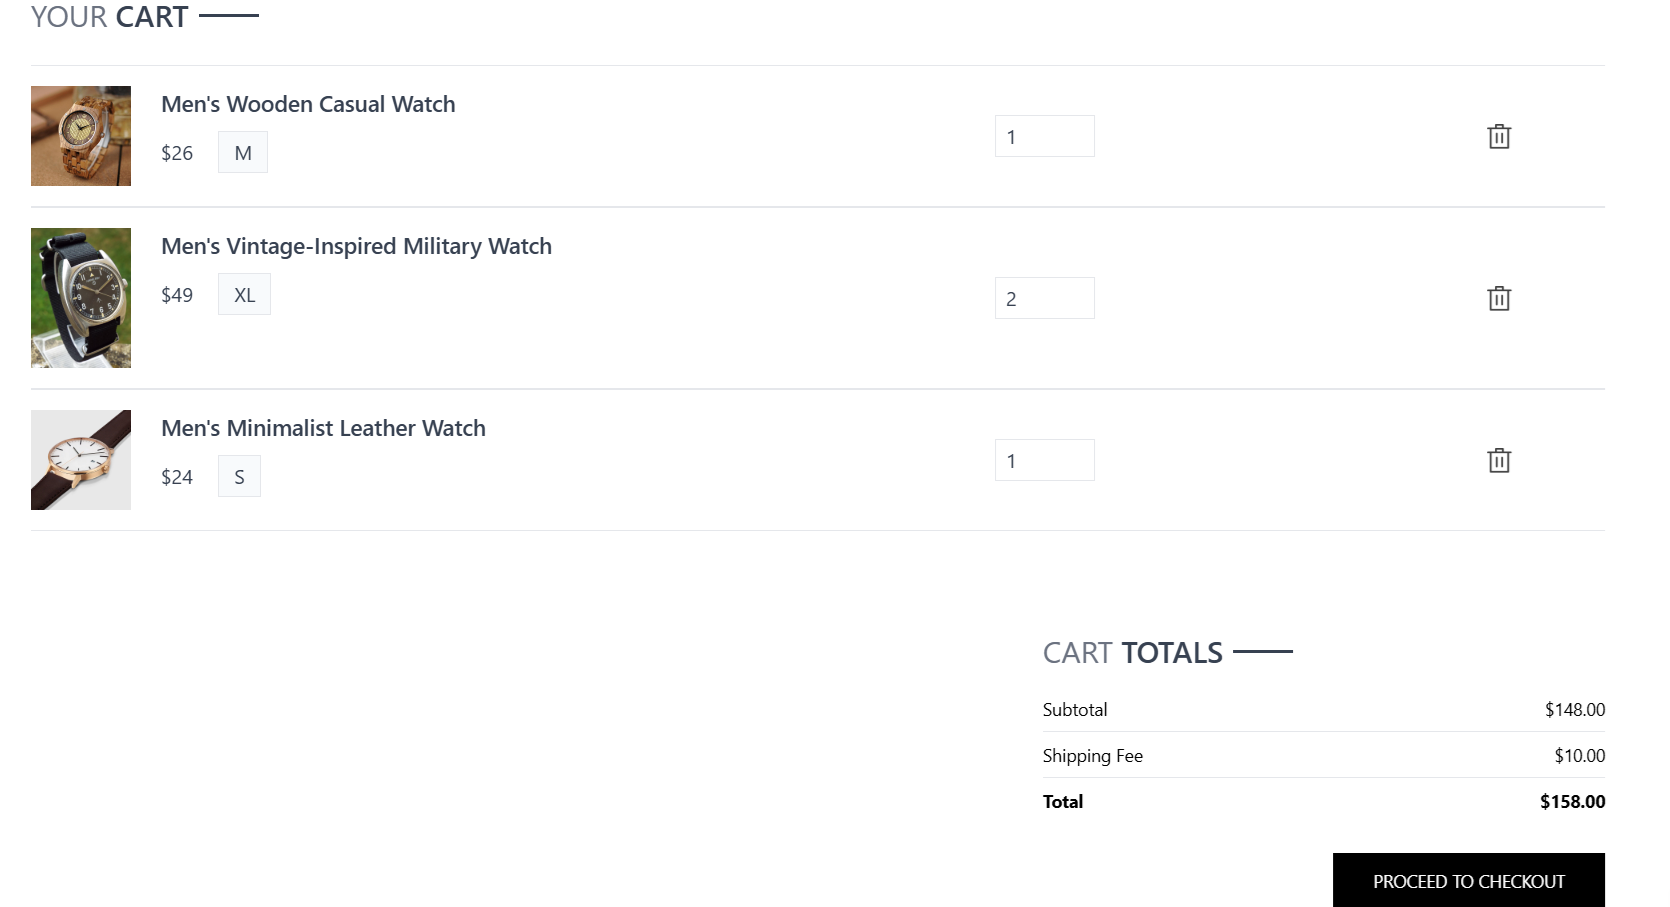 YOUR CART
Men's Wooden Casual Watch
$26 M
1
Men's Vintage-Inspired Military Watch
$49 XL
2
Men's Minimalist Leather Watch
$24 S
1
CART TOTALS
Subtotal $148.00
Shipping Fee $10.00
Total $158.00
PROCEED TO CHECKOUT